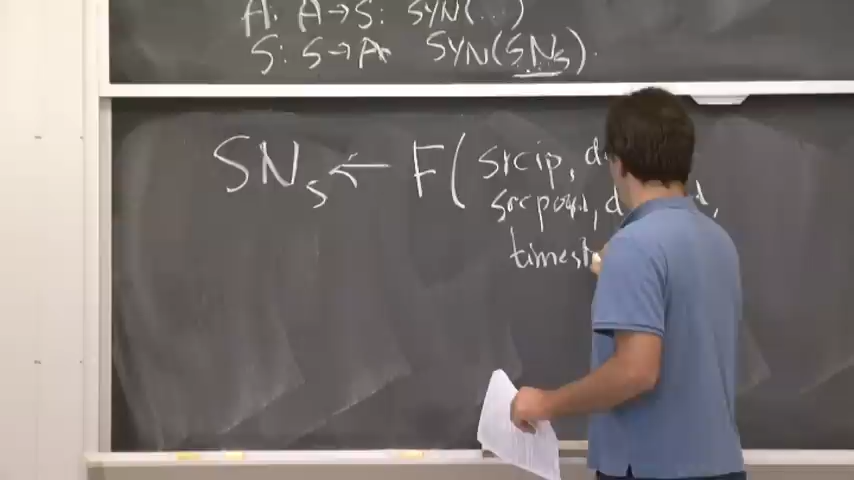 A: A→S: SYN(...)
S: S→A SYN(SNs).
SNs ← F(srcip,
srcport,
timest